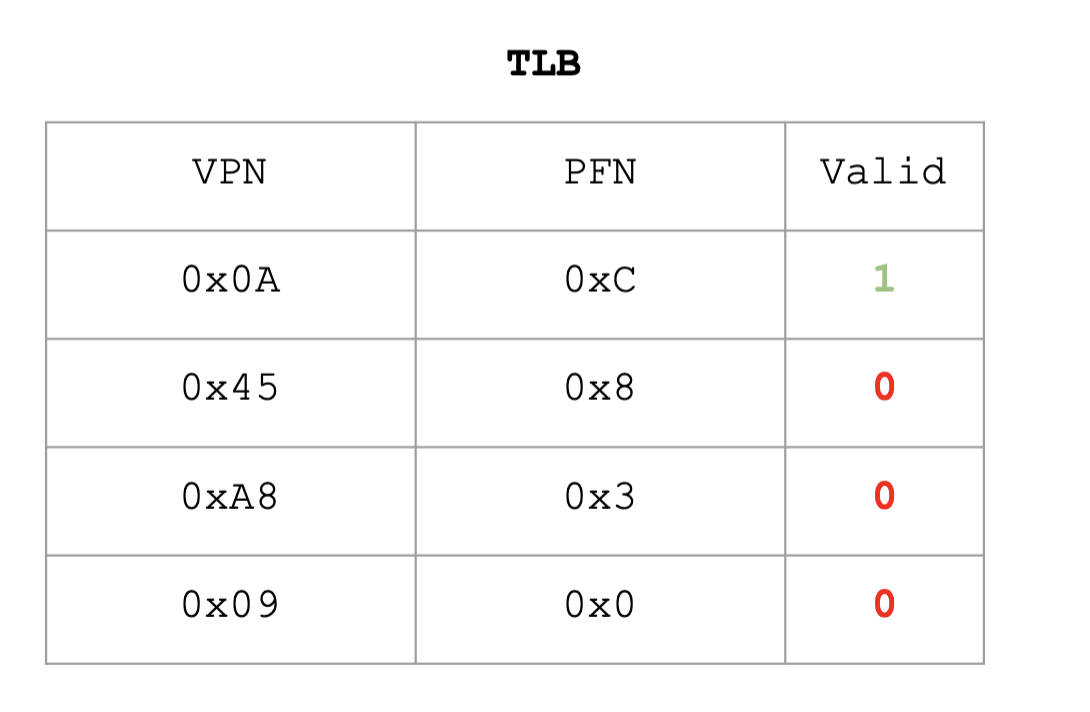 TLB
VPN PFN Valid
0x0A 0xC 1
0x45 0x8 0
0xA8 0x3 0
0x09 0x0 0